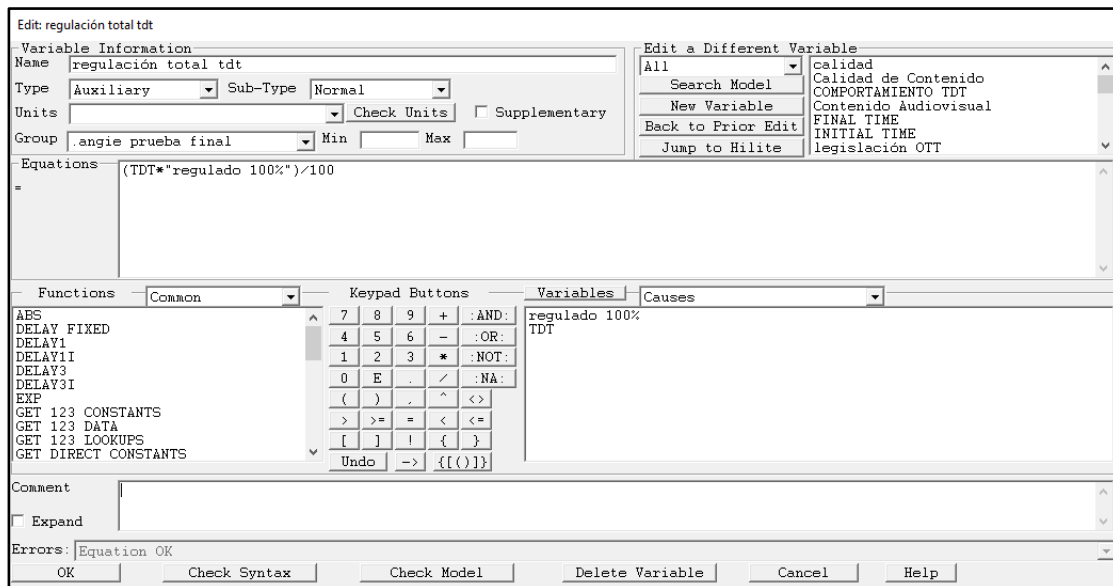 Edit: regulación total tdt
Variable Information
Name regulación total tdt
Type Auxiliary Sub-Type Normal
Units Check Units Supplementary
Group .angie prueba final Min Max
Edit a Different Variable
All
Search Model
New Variable
Back to Prior Edit
Jump to Hilite
calidad
Calidad de Contenido
COMPORTAMIENTO TDT
Contenido Audiovisual
FINAL TIME
INITIAL TIME
legislación OTT
Equations (TDT*"regulado 100%")/100
=
Functions Common
ABS
DELAY FIXED
DELAY1
DELAY1I
DELAY3
DELAY3I
EXP
GET 123 CONSTANTS
GET 123 DATA
GET 123 LOOKUPS
GET DIRECT CONSTANTS
Keypad Buttons
7 8 9 + :AND:
4 5 6 - :OR:
1 2 3 * :NOT:
0 E . / :NA:
( ) , ^ <>
> >= = < <=
[ ] ! { }
Undo -> {[()]}
Variables Causes
regulado 100%
TDT
Comment
Expand
Errors: Equation OK
OK Check Syntax Check Model Delete Variable Cancel Help